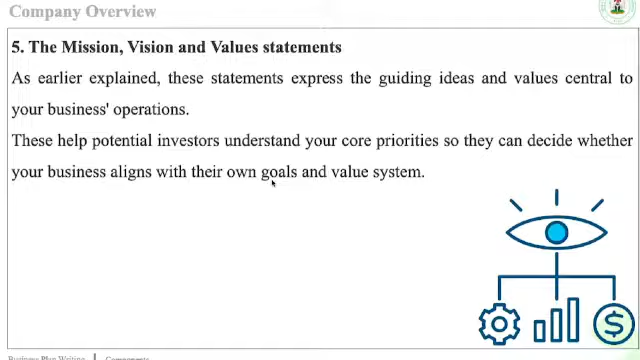 Company Overview
5. The Mission, Vision and Values statements
As earlier explained, these statements express the guiding ideas and values central to
your business' operations.
These help potential investors understand your core priorities so they can decide whether
your business aligns with their own goals and value system.
$
Business Plan Writing | Components